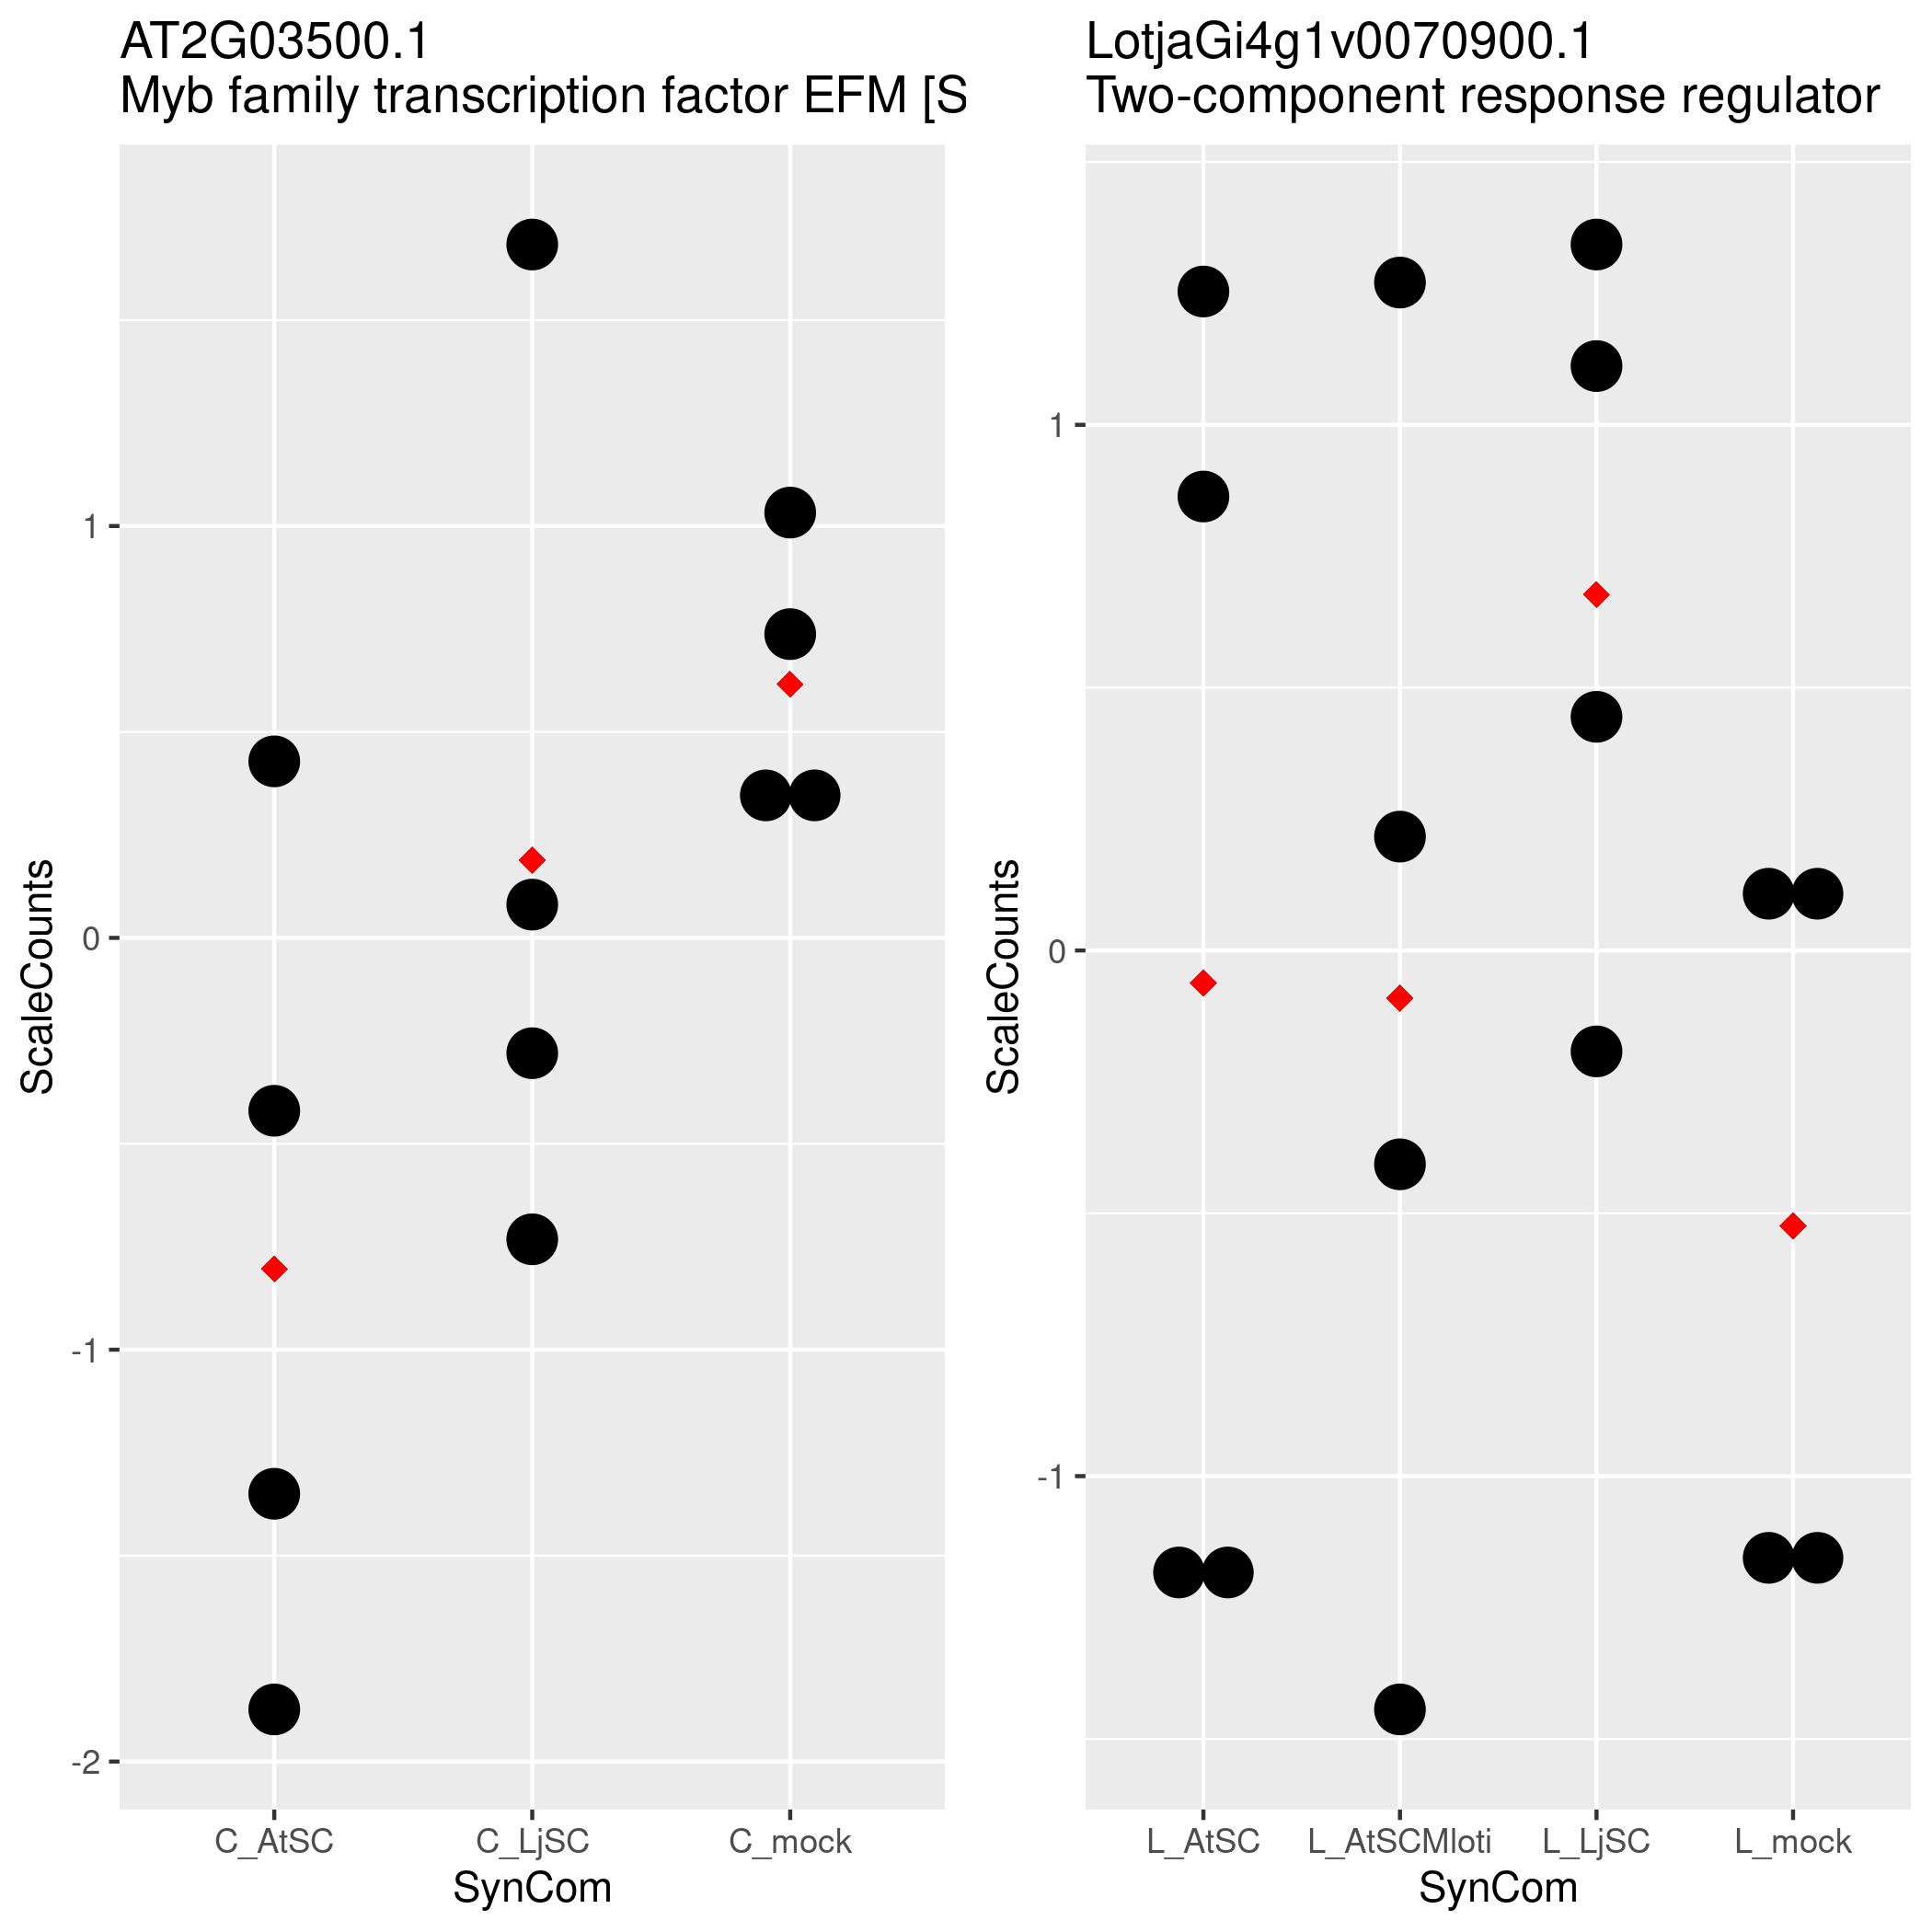 AT2G03500.1
Myb family transcription factor EFM [S
ScaleCounts
1
0
-1
-2
C_AtSC C_LjSC C_mock
SynCom
LotjaGi4g1v0070900.1
Two-component response regulator
ScaleCounts
1
0
-1
L_AtSC L_AtSCMloti L_LjSC L_mock
SynCom